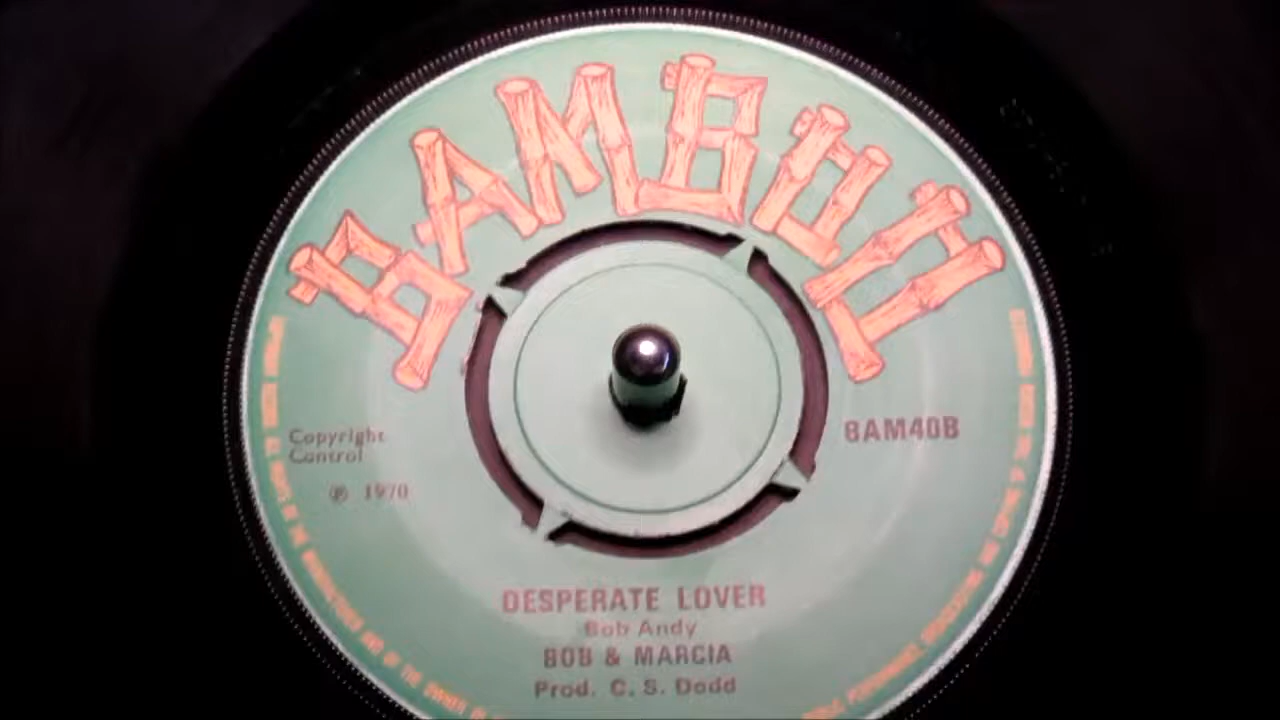 BAMBOO
Copyright
Control
℗ 1970
BAM40B
DESPERATE LOVER
Bob Andy
BOB & MARCIA
Prod. C. S. Dodd